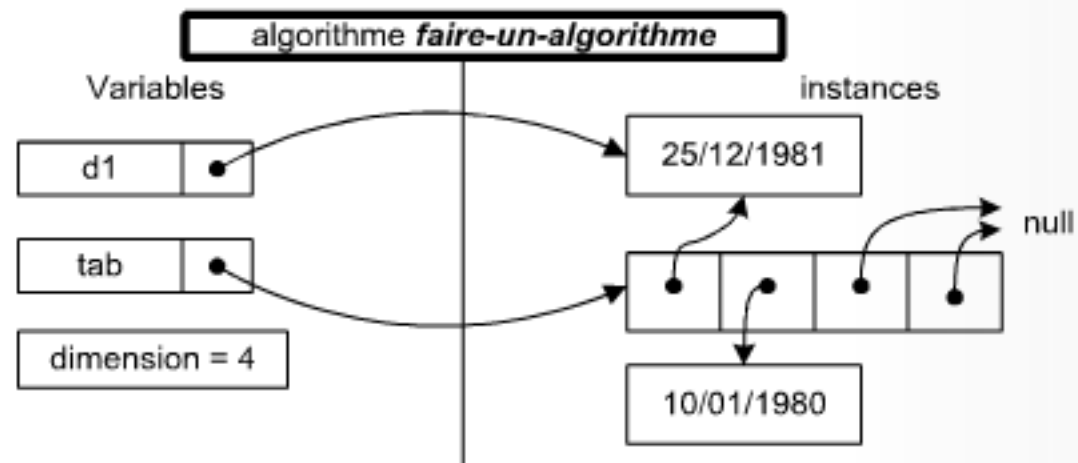 algorithme faire-un-algorithme
Variables
instances
d1
25/12/1981
null
tab
dimension = 4
10/01/1980